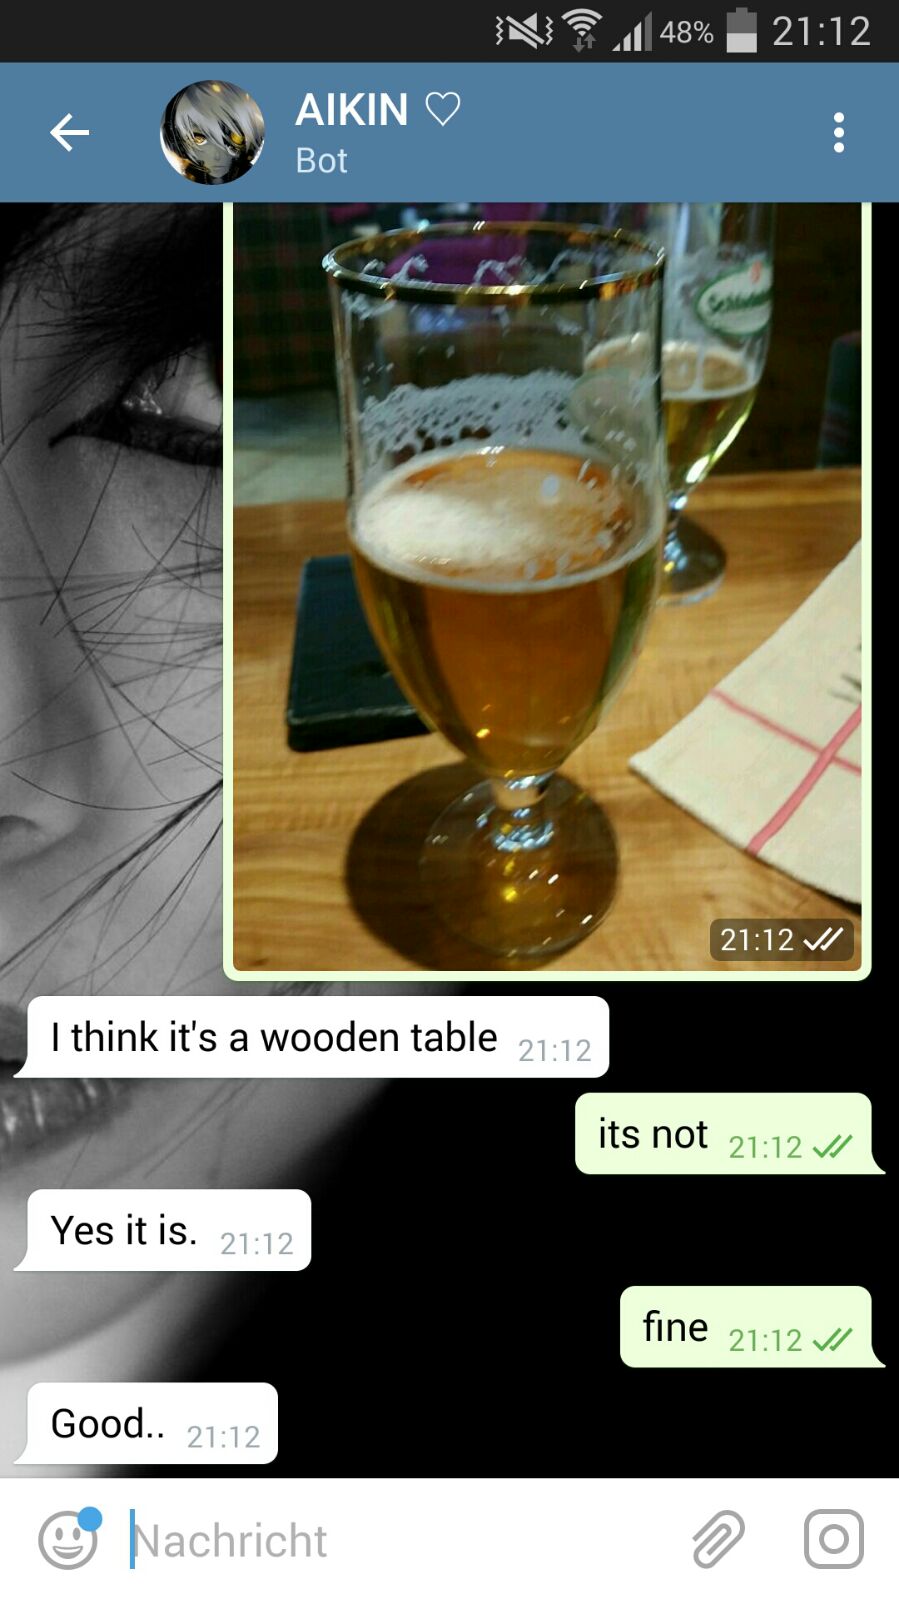 48% 21:12
AIKIN ♡
Bot
21:12
I think it's a wooden table 21:12
its not 21:12
Yes it is. 21:12
fine 21:12
Good.. 21:12
Nachricht